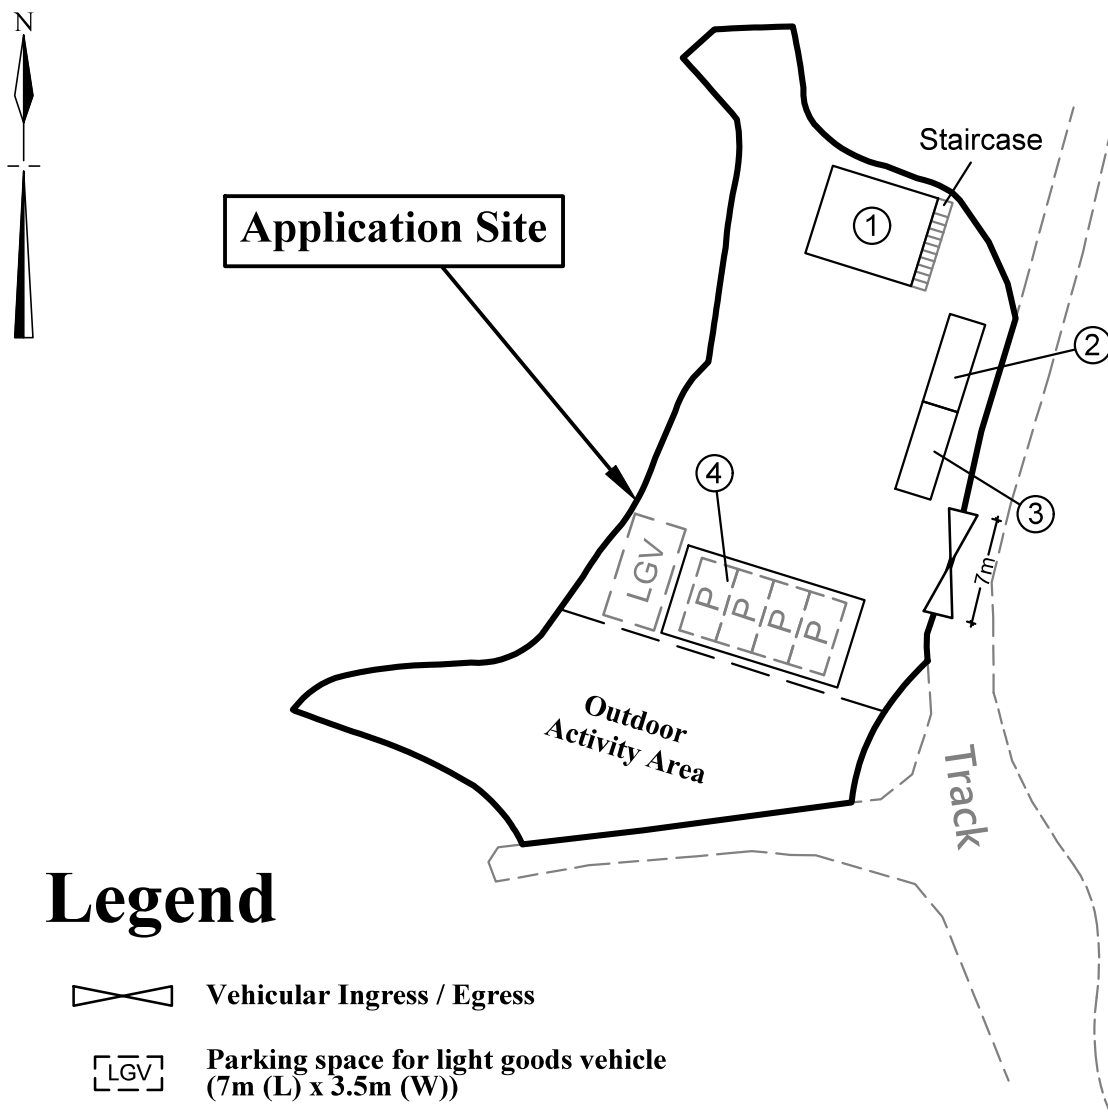 N
Staircase
Application Site
1
2
4
3
LGV
P P P P
7m
Outdoor
Activity Area
Track
Legend
Vehicular Ingress / Egress
LGV
Parking space for light goods vehicle
(7m (L) x 3.5m (W))